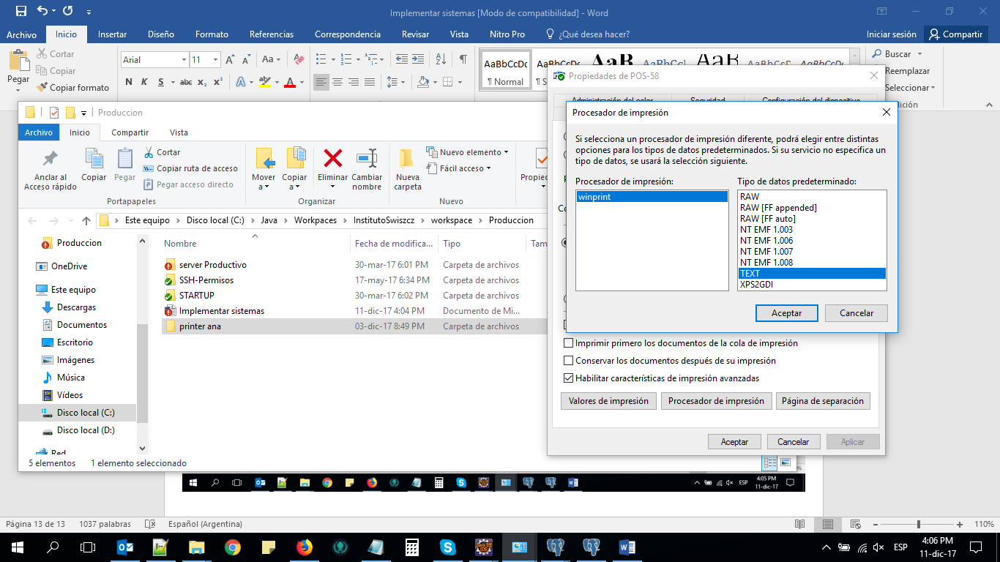 Implementar sistemas [Modo de compatibilidad] - Word
Archivo Inicio Insertar Diseño Formato Referencias Correspondencia Revisar Vista Nitro Pro ¿Qué desea hacer? Iniciar sesión Compartir
Pegar
Cortar
Copiar
Copiar formato
Arial 11
N K S abc x₂ x²
AaBbCcDc
¶ Normal
Buscar
Reemplazar
Seleccionar
Edición
Produccion
Archivo Inicio Compartir Vista
Anclar al Acceso rápido
Copiar
Pegar
Cortar
Copiar ruta de acceso
Pegar acceso directo
Portapapeles
Mover a
Copiar a
Eliminar
Cambiar nombre
Organizar
Nueva carpeta
Nuevo elemento
Fácil acceso
Nuevo
Este equipo Disco local (C:) Java Workpaces InstitutoSwiszcz workspace Produccion
Produccion
OneDrive
Este equipo
Descargas
Documentos
Escritorio
Imágenes
Música
Vídeos
Disco local (C:)
Disco local (D:)
Red
Nombre Fecha de modifica... Tipo Tam
server Productivo 30-mar-17 6:01 PM Carpeta de archivos
SSH-Permisos 17-may-17 6:34 PM Carpeta de archivos
STARTUP 30-mar-17 6:02 PM Carpeta de archivos
Implementar sistemas 11-dic-17 4:04 PM Documento de Mi...
printer ana 03-dic-17 8:49 PM Carpeta de archivos
5 elementos 1 elemento seleccionado
Propiedades de POS-58
Administración del color Seguridad Configuración del dispositivo
Procesador de impresión
Si selecciona un procesador de impresión diferente, podrá elegir entre distintas
opciones para los tipos de datos predeterminados. Si su servicio no especifica un
tipo de datos, se usará la selección siguiente.
Procesador de impresión: Tipo de datos predeterminado:
winprint
RAW
RAW [FF appended]
RAW [FF auto]
NT EMF 1.003
NT EMF 1.006
NT EMF 1.007
NT EMF 1.008
TEXT
XPS2GDI
Aceptar Cancelar
Imprimir primero los documentos de la cola de impresión
Conservar los documentos después de su impresión
Habilitar características de impresión avanzadas
Valores de impresión Procesador de impresión Página de separación
Aceptar Cancelar Aplicar
ESP 4:05 PM
11-dic-17
Página 13 de 13 1037 palabras Español (Argentina) 110%
ESP 4:06 PM
11-dic-17